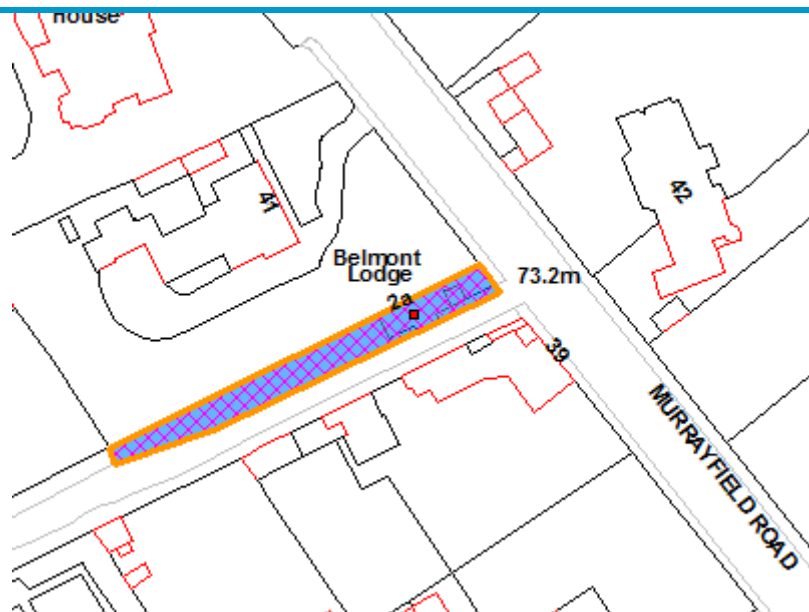 House
41
42
Belmont
Lodge
2a
73.2m
39
MURRAYFIELD ROAD